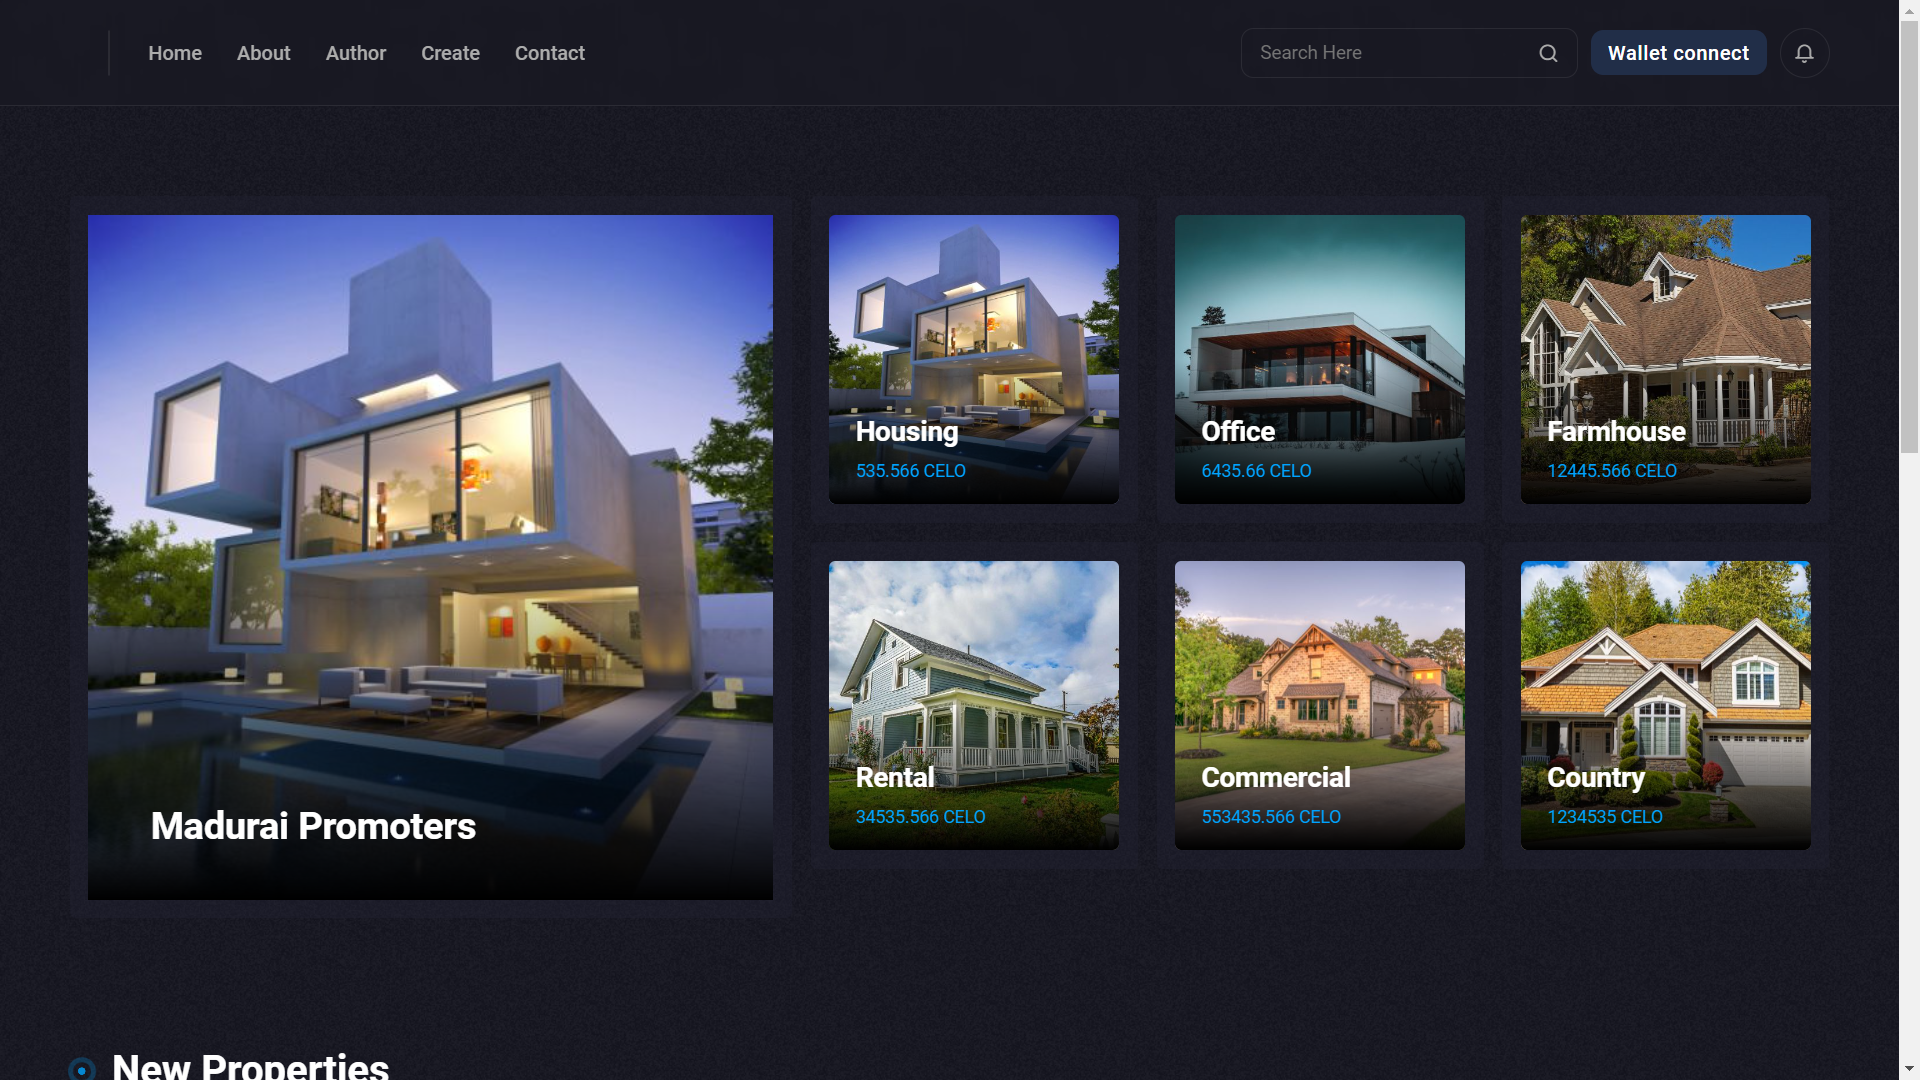 Home
About
Author
Create
Contact
Search Here
Wallet connect
Madurai Promoters
Housing
535.566 CELO
Office
6435.66 CELO
Farmhouse
12445.566 CELO
Rental
34535.566 CELO
Commercial
553435.566 CELO
Country
1234535 CELO
New Properties